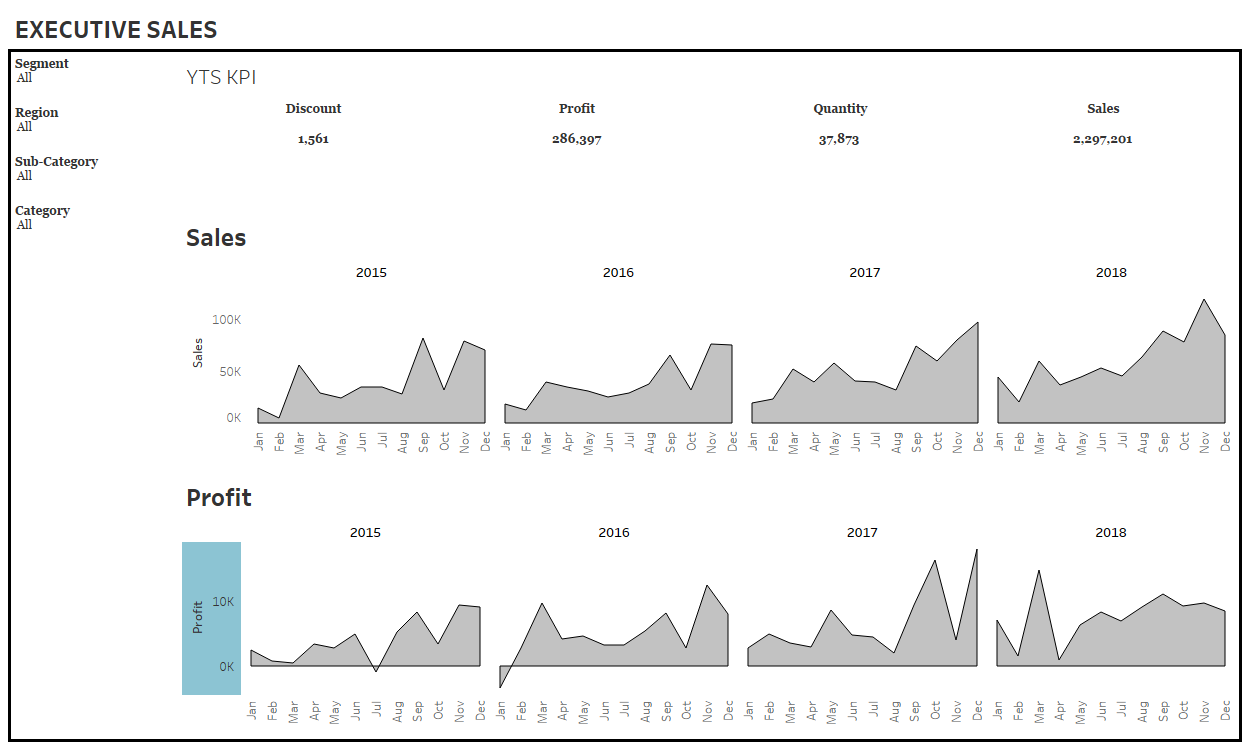 EXECUTIVE SALES
Segment
All
Region
All
Sub-Category
All
Category
All
YTS KPI
Discount Profit Quantity Sales
1,561 286,397 37,873 2,297,201
Sales
2015 2016 2017 2018
Sales
100K
50K
0K
Jan Feb Mar Apr May Jun Jul Aug Sep Oct Nov Dec Jan Feb Mar Apr May Jun Jul Aug Sep Oct Nov Dec Jan Feb Mar Apr May Jun Jul Aug Sep Oct Nov Dec Jan Feb Mar Apr May Jun Jul Aug Sep Oct Nov Dec
Profit
2015 2016 2017 2018
Profit
10K
0K
Jan Feb Mar Apr May Jun Jul Aug Sep Oct Nov Dec Jan Feb Mar Apr May Jun Jul Aug Sep Oct Nov Dec Jan Feb Mar Apr May Jun Jul Aug Sep Oct Nov Dec Jan Feb Mar Apr May Jun Jul Aug Sep Oct Nov Dec